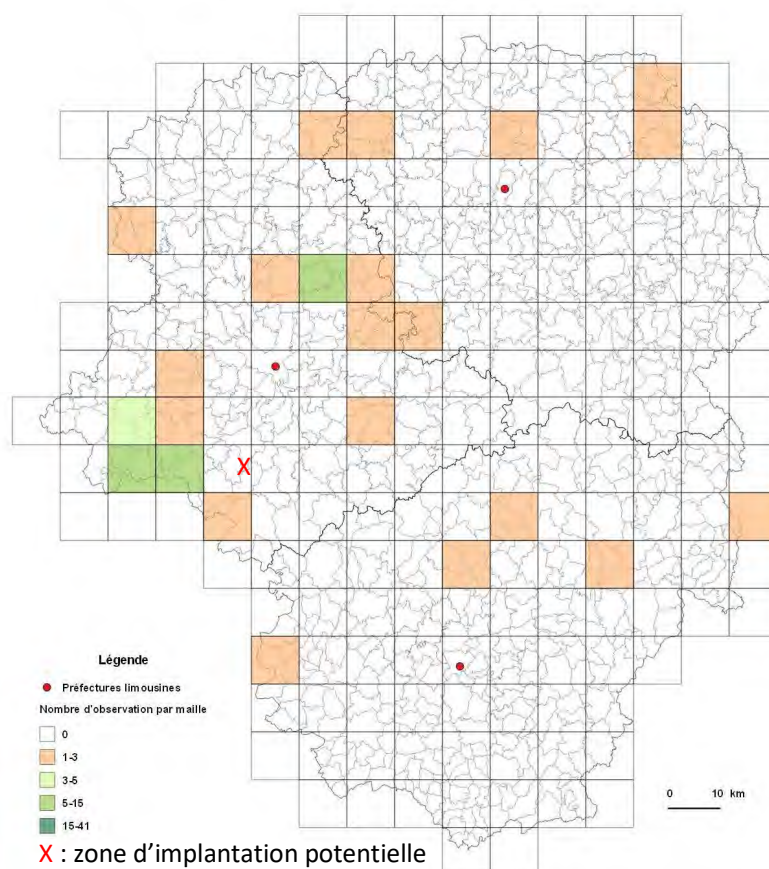 X
Légende
Préfectures limousines
Nombre d'observation par maille
0
1-3
3-5
5-15
15-41
0 10 km
X : zone d'implantation potentielle